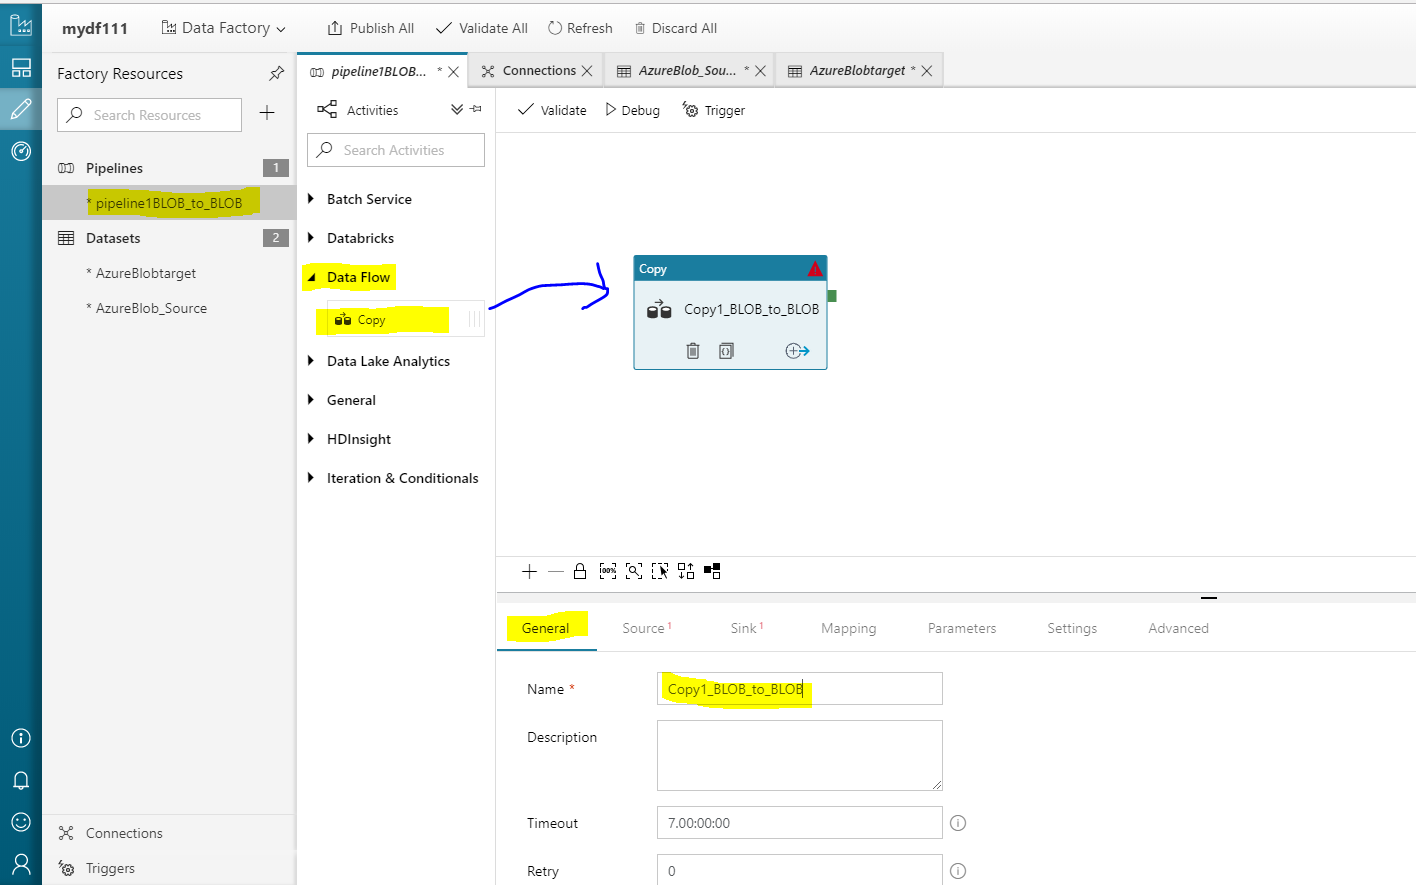 mydf111
Data Factory
Publish All
Validate All
Refresh
Discard All
Factory Resources
Search Resources
Pipelines
1
* pipeline1BLOB_to_BLOB
Datasets
2
* AzureBlobtarget
* AzureBlob_Source
Connections
Triggers
pipeline1BLOB... *
Connections
AzureBlob_Sou... *
AzureBlobtarget *
Activities
Search Activities
Batch Service
Databricks
Data Flow
Copy
Data Lake Analytics
General
HDInsight
Iteration & Conditionals
Validate
Debug
Trigger
Copy
Copy1_BLOB_to_BLOB
100%
General
Source 1
Sink 1
Mapping
Parameters
Settings
Advanced
Name *
Copy1_BLOB_to_BLOB
Description
Timeout
7.00:00:00
Retry
0